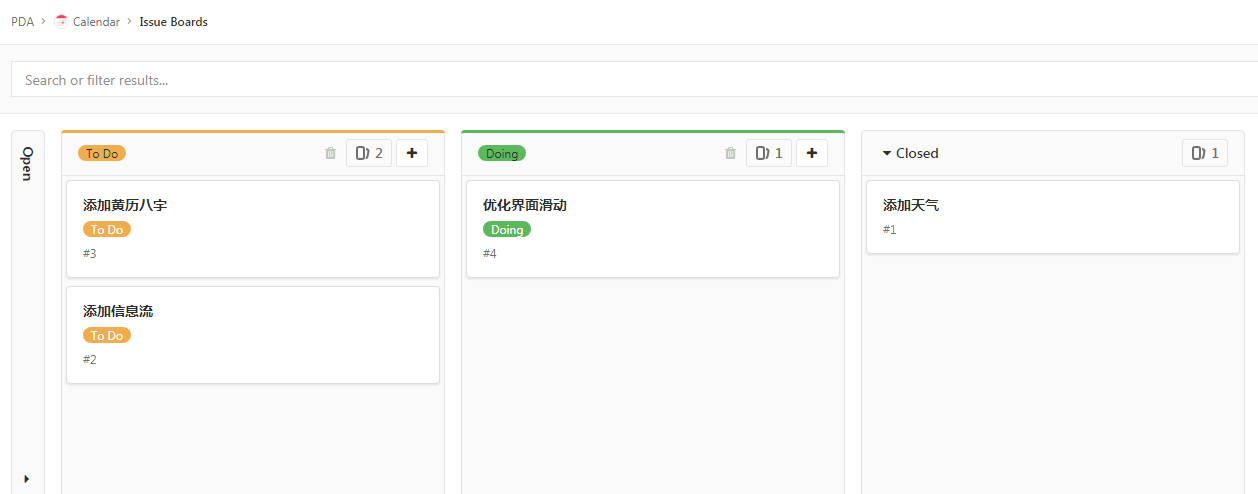 PDA > Calendar > Issue Boards
Search or filter results...
Open
To Do 2 +
添加黄历八字
To Do
#3
添加信息流
To Do
#2
Doing 1 +
优化界面滑动
Doing
#4
Closed 1
添加天气
#1